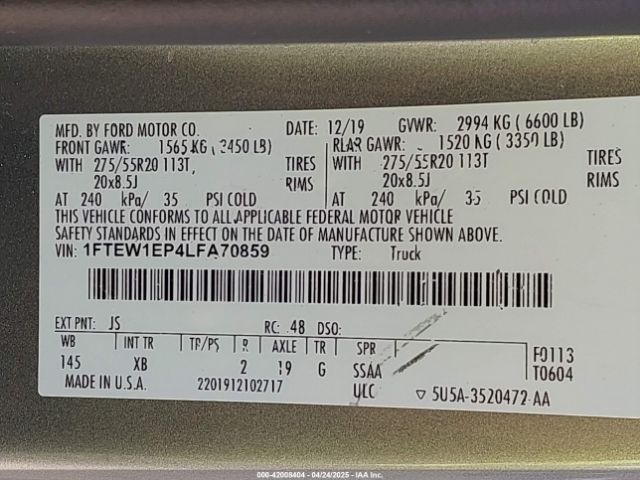 MFD. BY FORD MOTOR CO. DATE: 12/19 GVWR: 2994 KG ( 6600 LB)
FRONT GAWR: 1565 KG ( 3450 LB) REAR GAWR: 1520 KG ( 3350 LB)
WITH 275/55R20 113T, TIRES WITH 275/55R20 113T TIRES
20x8.5J RIMS 20x8.5J RIMS
AT 240 kPa/ 35 PSI COLD AT 240 kPa/ 35 PSI COLD
THIS VEHICLE CONFORMS TO ALL APPLICABLE FEDERAL MOTOR VEHICLE
SAFETY STANDARDS IN EFFECT ON THE DATE OF MANUFACTURE SHOWN ABOVE.
VIN: 1FTEW1EP4LFA70859 TYPE: Truck
EXT PNT: JS RC: 48 DSO:
WB INT TR TP/PS R AXLE TR SPR F0113
145 XB 2 19 G SSAA T0604
MADE IN U.S.A. 2201912102717 ULC ▽ 5U5A-3520472-AA
000-42008404 - 04/24/2025 - IAAI.CA